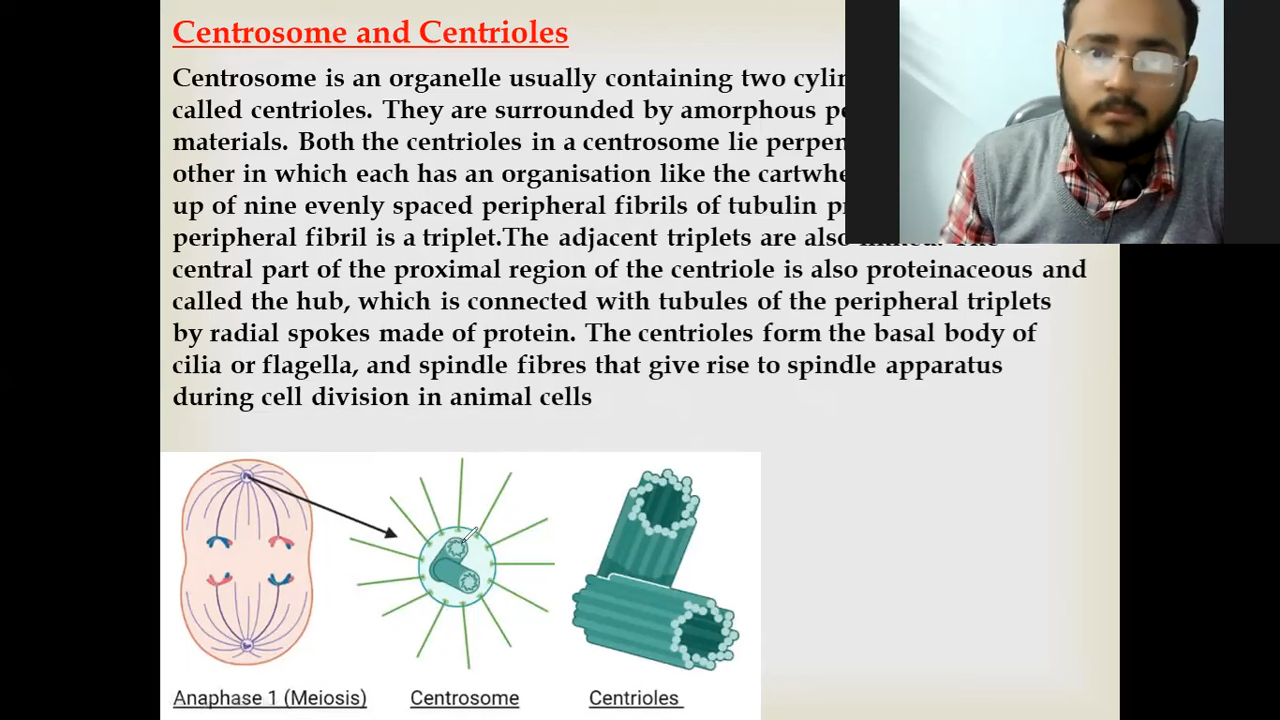 Centrosome and Centrioles
Centrosome is an organelle usually containing two
called centrioles. They are surrounded by amorphous
materials. Both the centrioles in a centrosome lie
other in which each has an organisation like the
up of nine evenly spaced peripheral fibrils of tubulin
peripheral fibril is a triplet.The adjacent triplets are also
central part of the proximal region of the centriole is also proteinaceous and
called the hub, which is connected with tubules of the peripheral triplets
by radial spokes made of protein. The centrioles form the basal body of
cilia or flagella, and spindle fibres that give rise to spindle apparatus
during cell division in animal cells
Anaphase 1 (Meiosis)
Centrosome
Centrioles